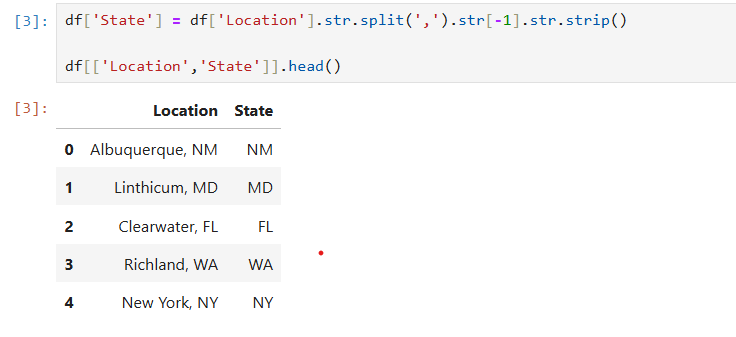 [3]: df['State'] = df['Location'].str.split(',').str[-1].str.strip()
df[['Location','State']].head()
[3]: Location State
0 Albuquerque, NM NM
1 Linthicum, MD MD
2 Clearwater, FL FL
3 Richland, WA WA
4 New York, NY NY